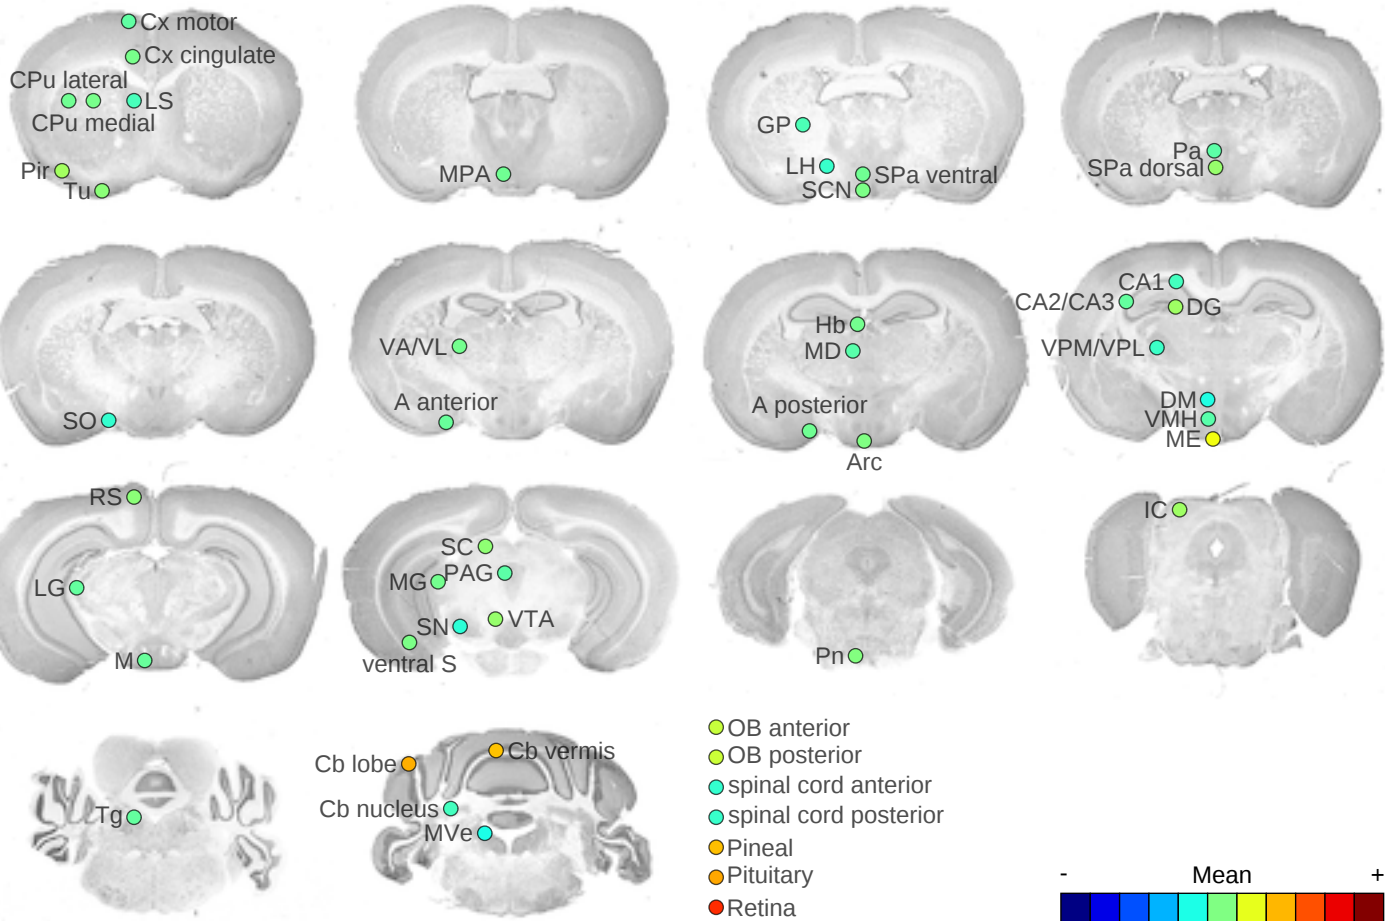 Cx motor
Cx cingulate
CPu lateral
LS
CPu medial
Pir
Tu
MPA
GP
LH
SPa ventral
SCN
Pa
SPa dorsal
SO
VA/VL
A anterior
Hb
MD
A posterior
Arc
CA1
CA2/CA3
DG
VPM/VPL
DM
VMH
ME
RS
LG
M
SC
PAG
MG
VTA
SN
ventral S
Pn
IC
Tg
Cb vermis
Cb lobe
Cb nucleus
MVe
OB anterior
OB posterior
spinal cord anterior
spinal cord posterior
Pineal
Pituitary
Retina
- Mean +